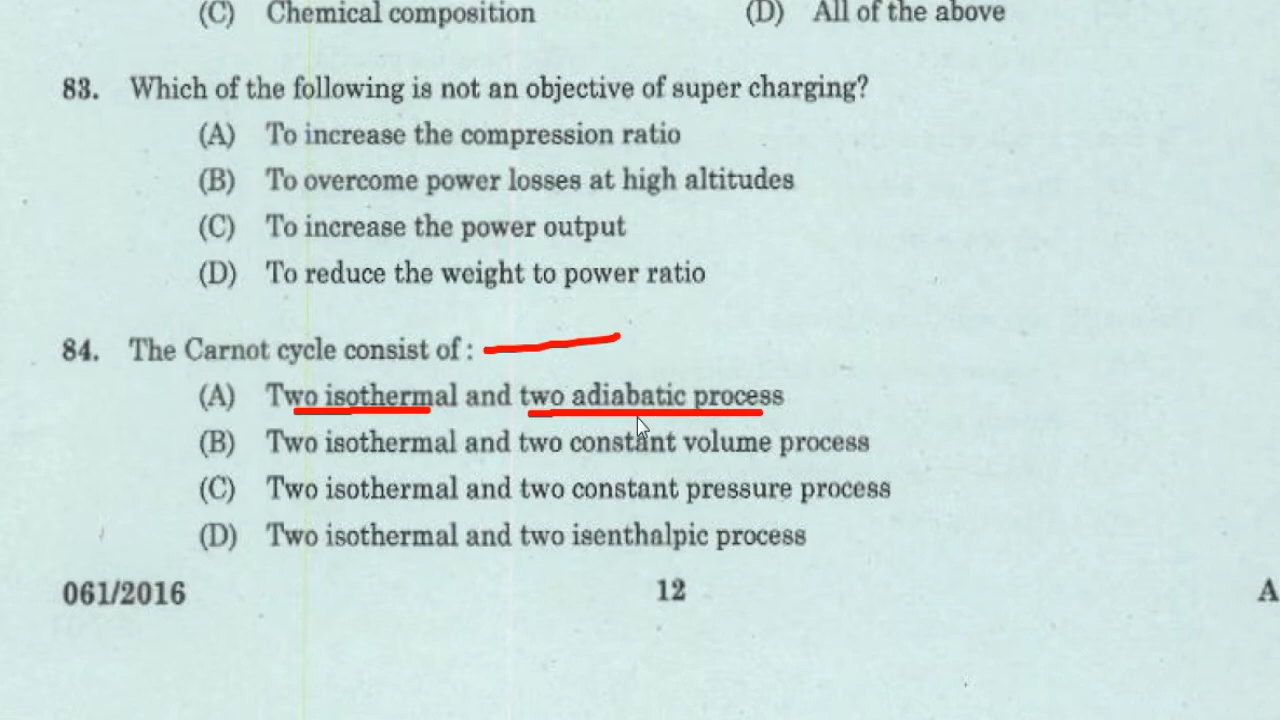 (C) Chemical composition (D) All of the above
83. Which of the following is not an objective of super charging?
(A) To increase the compression ratio
(B) To overcome power losses at high altitudes
(C) To increase the power output
(D) To reduce the weight to power ratio
84. The Carnot cycle consist of :
(A) Two isothermal and two adiabatic process
(B) Two isothermal and two constant volume process
(C) Two isothermal and two constant pressure process
(D) Two isothermal and two isenthalpic process
061/2016 12 A